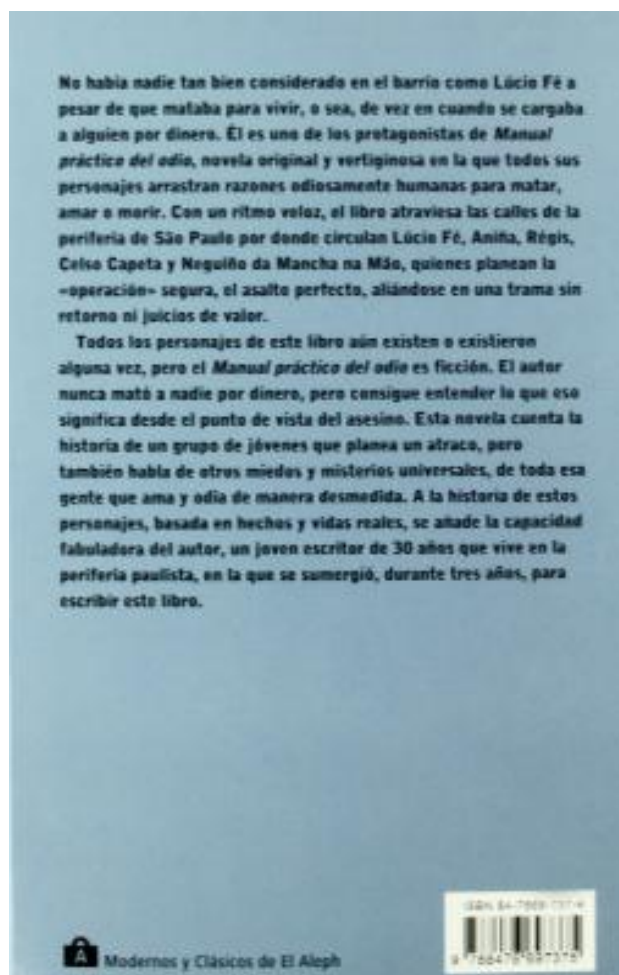 No había nadie tan bien considerado en el barrio como Lúcio Fé a
pesar de que mataba para vivir, o sea, de vez en cuando se cargaba
a alguien por dinero. Él es uno de los protagonistas de Manual
práctico del odio, novela original y vertiginosa en la que todos sus
personajes arrastran razones odiosamente humanas para matar,
amar o morir. Con un ritmo veloz, el libro atraviesa las calles de la
periferia de São Paulo por donde circulan Lúcio Fé, Aniña, Régis,
Celso Capeta y Neguiño da Mancha na Mão, quienes planean la
«operación» segura, el asalto perfecto, aliándose en una trama sin
retorno ni juicios de valor.
Todos los personajes de este libro aún existen o existieron
alguna vez, pero el Manual práctico del odio es ficción. El autor
nunca mató a nadie por dinero, pero consigue entender lo que eso
significa desde el punto de vista del asesino. Esta novela cuenta la
historia de un grupo de jóvenes que planea un atraco, pero
también habla de otros miedos y misterios universales, de toda esa
gente que ama y odia de manera desmedida. A la historia de estos
personajes, basada en hechos y vidas reales, se añade la capacidad
fabuladora del autor, un joven escritor de 30 años que vive en la
periferia paulista, en la que se sumergió, durante tres años, para
escribir este libro.
ISBN
A Modernos y Clásicos de El Aleph